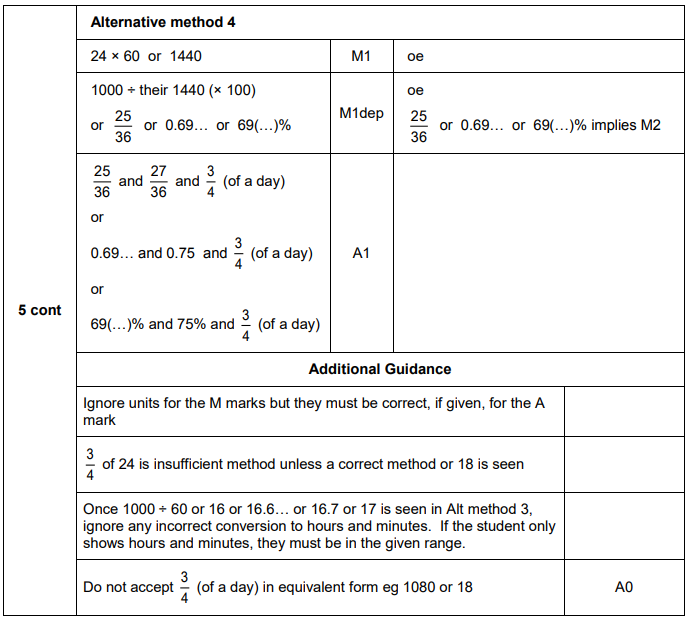 Alternative method 4
24 × 60 or 1440 M1 oe
1000 ÷ their 1440 (× 100) oe
or 25/36 or 0.69… or 69(…)% M1dep 25/36 or 0.69… or 69(…)% implies M2
25/36 and 27/36 and 3/4 (of a day)
or
0.69… and 0.75 and 3/4 (of a day) A1
or
69(…)% and 75% and 3/4 (of a day)
5 cont
Additional Guidance
Ignore units for the M marks but they must be correct, if given, for the A
mark
3/4 of 24 is insufficient method unless a correct method or 18 is seen
Once 1000 ÷ 60 or 16 or 16.6… or 16.7 or 17 is seen in Alt method 3,
ignore any incorrect conversion to hours and minutes. If the student only
shows hours and minutes, they must be in the given range.
Do not accept 3/4 (of a day) in equivalent form eg 1080 or 18 A0